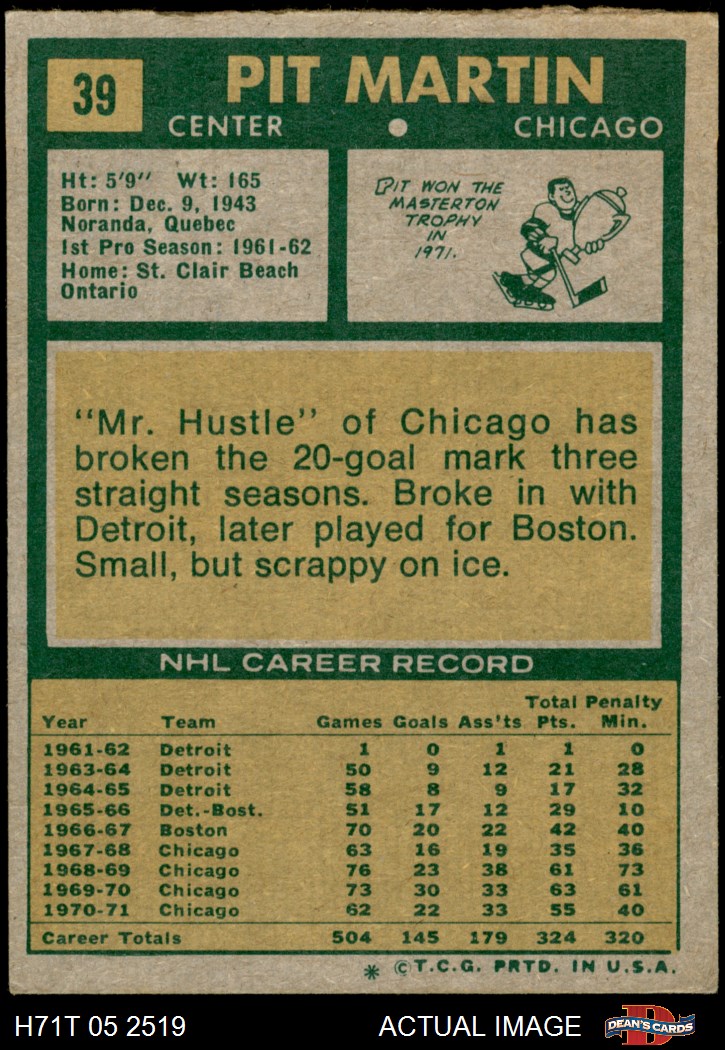 39
PIT MARTIN
CENTER • CHICAGO
Ht: 5'9" Wt: 165
Born: Dec. 9, 1943
Noranda, Quebec
1st Pro Season: 1961-62
Home: St. Clair Beach
Ontario
PIT WON THE
MASTERTON
TROPHY
IN
1971.
"Mr. Hustle" of Chicago has
broken the 20-goal mark three
straight seasons. Broke in with
Detroit, later played for Boston.
Small, but scrappy on ice.
NHL CAREER RECORD
Total Penalty
Year Team Games Goals Ass'ts Pts. Min.
1961-62 Detroit 1 0 1 1 0
1963-64 Detroit 50 9 12 21 28
1964-65 Detroit 58 8 9 17 32
1965-66 Det.-Bost. 51 17 12 29 10
1966-67 Boston 70 20 22 42 40
1967-68 Chicago 63 16 19 35 36
1968-69 Chicago 76 23 38 61 73
1969-70 Chicago 73 30 33 63 61
1970-71 Chicago 62 22 33 55 40
Career Totals 504 145 179 324 320
* ©T.C.G. PRTD. IN U.S.A.
H71T 05 2519 ACTUAL IMAGE
D
DEAN'S CARDS